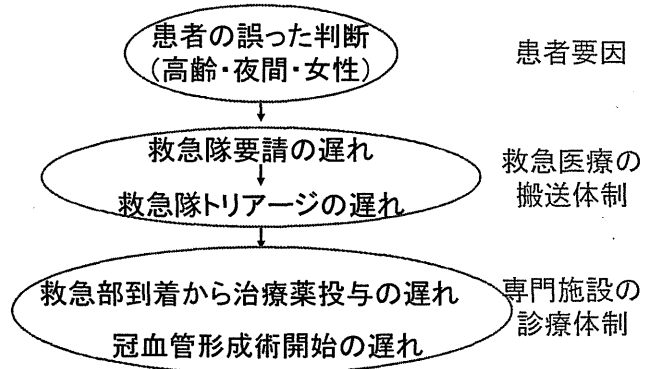 患者の誤った判断
(高齢・夜間・女性)
患者要因
救急隊要請の遅れ
救急隊トリアージの遅れ
救急医療の
搬送体制
救急部到着から治療薬投与の遅れ
冠血管形成術開始の遅れ
専門施設の
診療体制